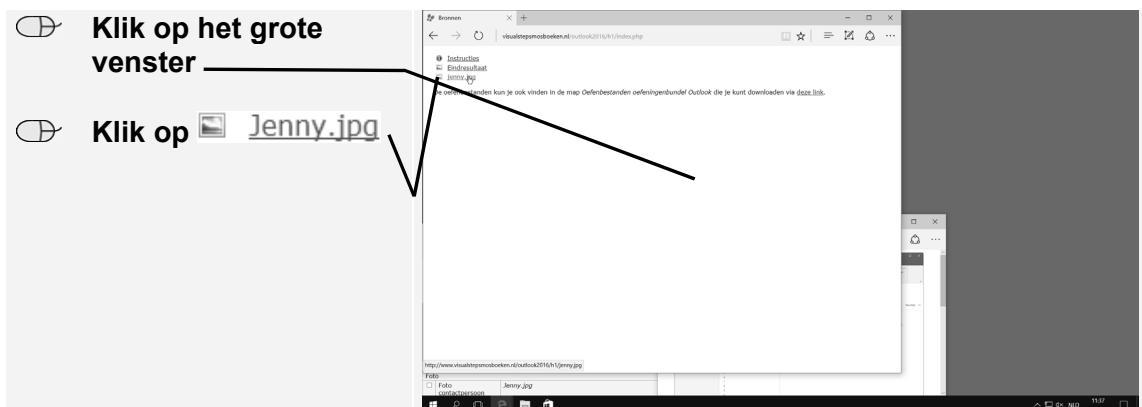 Klik op het grote
venster
Klik op Jenny.jpg
Bronnen
visualstepsmosboeken.nl/outlook2016/h1/index.php
Instructies
Eindresultaat
Jenny.jpg
De oefenbestanden kun je ook vinden in de map Oefenbestanden oefeningenbundel Outlook die je kunt downloaden via deze link.
http://www.visualstepsmosboeken.nl/outlook2016/h1/jenny.jpg
Foto
Foto Jenny.jpg
contactpersoon
NLD 11:37